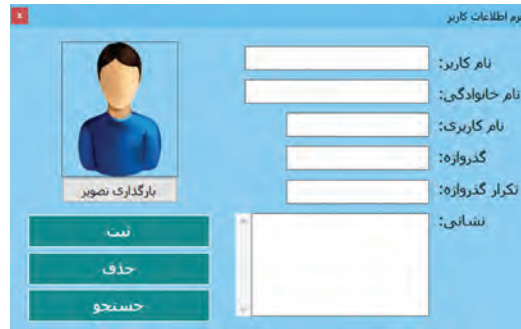 فرم اطلاعات کاربر
x
نام کاربر:
نام خانوادگی:
نام کاربری:
گذرواژه:
تکرار گذرواژه:
نشانی:
بارگذاری تصویر
ثبت
حذف
جستجو